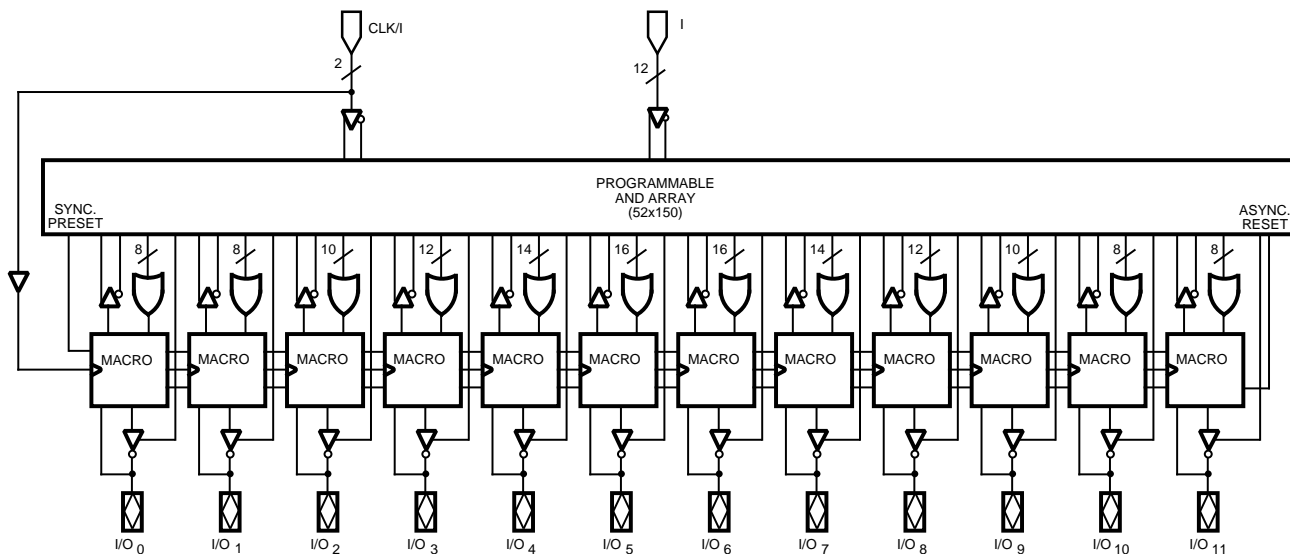 CLK/I
I
2
12
PROGRAMMABLE
AND ARRAY
(52x150)
SYNC.
PRESET
ASYNC.
RESET
8 8 10 12 14 16 16 14 12 10 8 8
MACRO MACRO MACRO MACRO MACRO MACRO MACRO MACRO MACRO MACRO MACRO MACRO
I/O 0 I/O 1 I/O 2 I/O 3 I/O 4 I/O 5 I/O 6 I/O 7 I/O 8 I/O 9 I/O 10 I/O 11